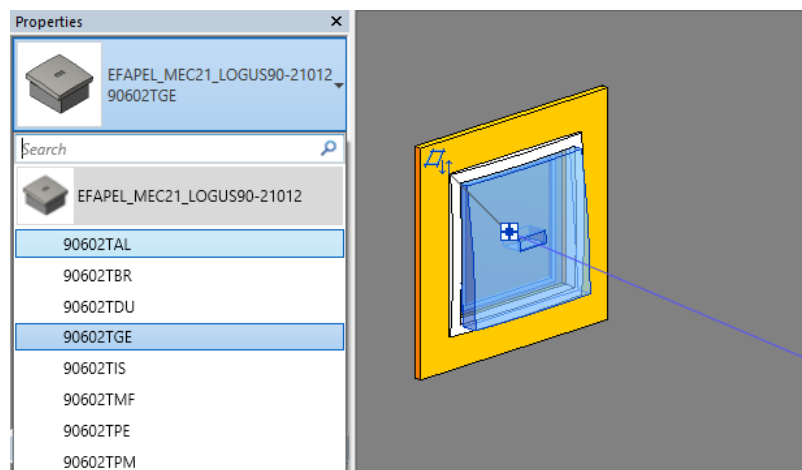 Properties
EFAPEL_MEC21_LOGUS90-21012
90602TGE
Search
EFAPEL_MEC21_LOGUS90-21012
90602TAL
90602TBR
90602TDU
90602TGE
90602TIS
90602TMF
90602TPE
90602TPM